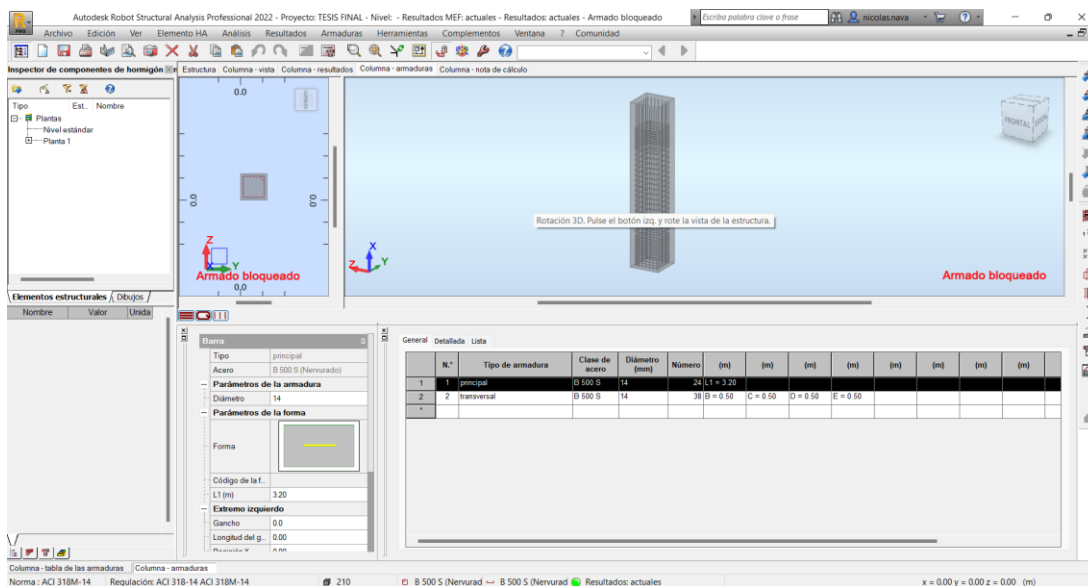 Autodesk Robot Structural Analysis Professional 2022 - Proyecto: TESIS FINAL - Nivel:  - Resultados MEF: actuales - Resultados: actuales - Armado bloqueado
Escriba palabra clave o frase
nicolas.nava
PRO
Archivo Edición Ver Elemento HA Análisis Resultados Armaduras Herramientas Complementos Ventana ? Comunidad
Inspector de componentes de hormigón
Estructura Columna - vista Columna - resultados Columna - armaduras Columna - nota de cálculo
Tipo Est.. Nombre
Plantas
Nivel estándar
Planta 1
0.0
0.0
0.0
Z
X Y
Armado bloqueado
0,0
FRONTAL
Rotación 3D. Pulse el botón izq. y rote la vista de la estructura.
X
Z Y
Armado bloqueado
Elementos estructurales Dibujos
Nombre Valor Unida
Barra
Tipo principal
Acero B 500 S (Nervurado)
Parámetros de la armadura
Diámetro 14
Parámetros de la forma
Forma
Código de la f...
L1 (m) 3.20
Extremo izquierdo
Gancho 0.0
Longitud del g... 0.00
General Detallada Lista
N.° Tipo de armadura Clase de acero Diámetro (mm) Número (m) (m) (m) (m) (m) (m) (m)
1 1 principal B 500 S 14 24 L1 = 3.20
2 2 transversal B 500 S 14 38 B = 0.50 C = 0.50 D = 0.50 E = 0.50
*
Columna - tabla de las armaduras Columna - armaduras
Norma : ACI 318M-14 Regulación: ACI 318-14 ACI 318M-14 210 B 500 S (Nervurad B 500 S (Nervurad Resultados: actuales x = 0.00 y = 0.00 z = 0.00 (m)